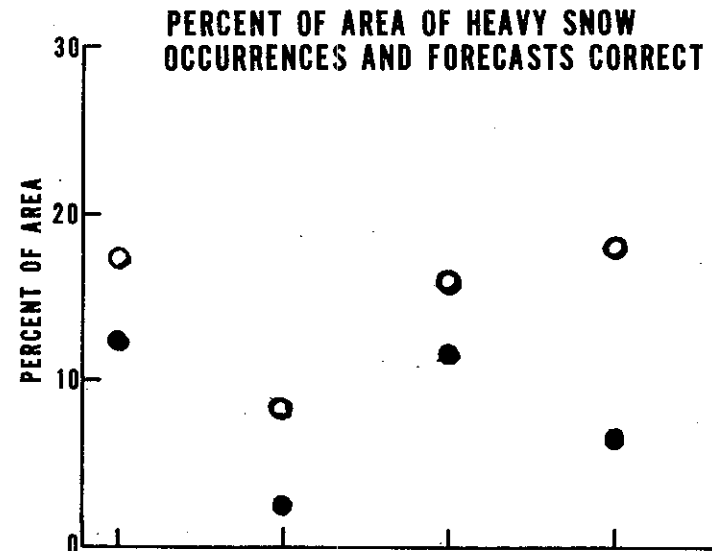 PERCENT OF AREA OF HEAVY SNOW
OCCURRENCES AND FORECASTS CORRECT
30
20
10
0
PERCENT OF AREA